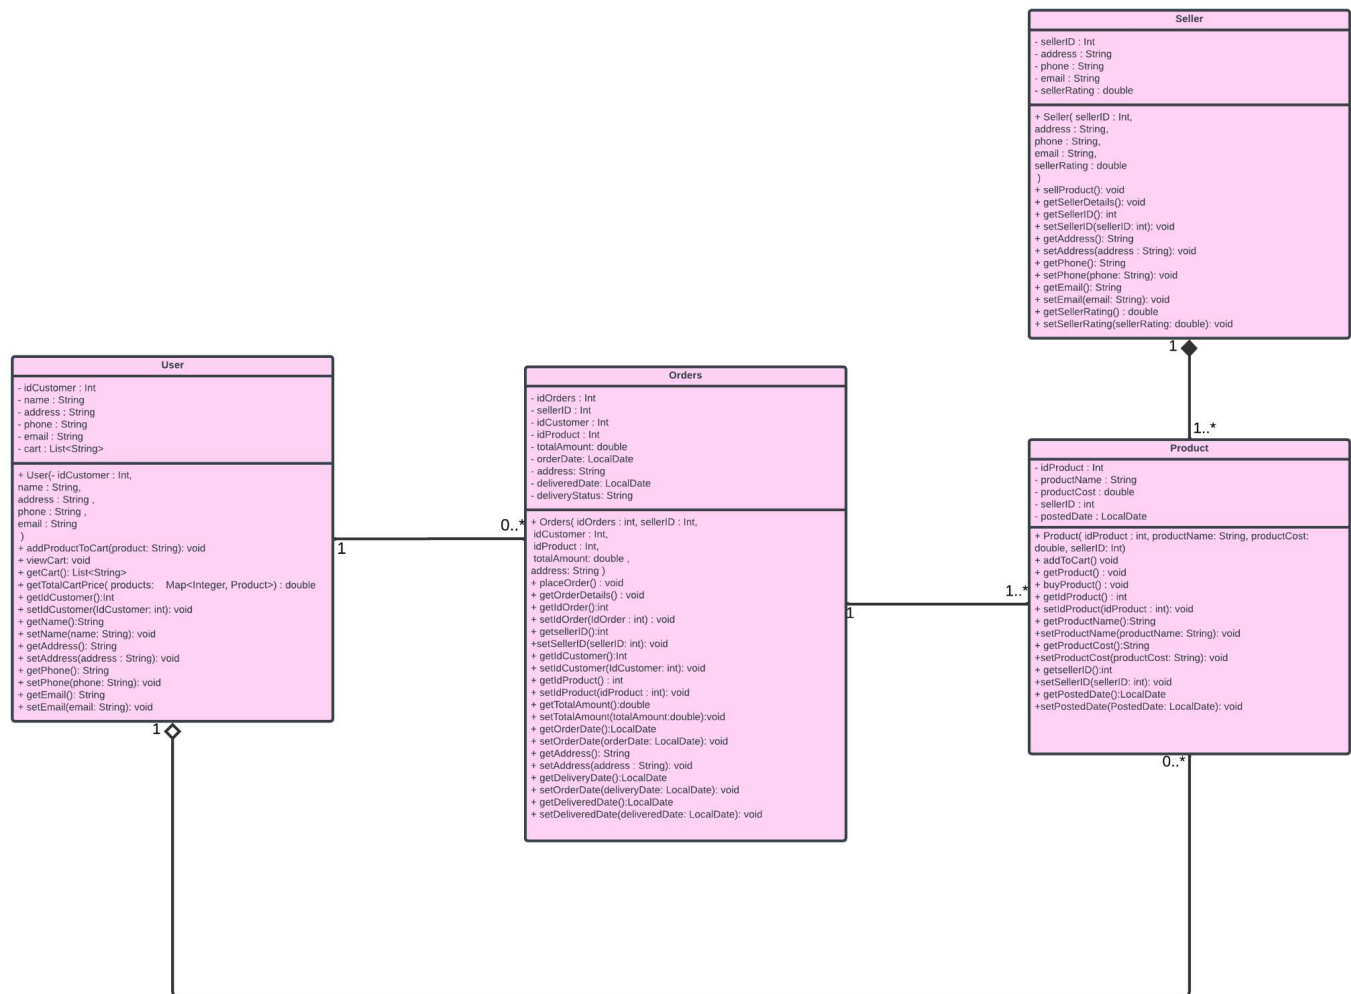 Seller
- sellerID : Int
- address : String
- phone : String
- email : String
- sellerRating : double
+ Seller( sellerID : Int,
address : String,
phone : String,
email : String,
sellerRating : double
)
+ sellProduct(): void
+ getSellerDetails(): void
+ getSellerID(): int
+ setSellerID(sellerID: int): void
+ getAddress(): String
+ setAddress(address : String): void
+ getPhone(): String
+ setPhone(phone: String): void
+ getEmail(): String
+ setEmail(email: String): void
+ getSellerRating() : double
+ setSellerRating(sellerRating: double): void
1
1..*
User
- idCustomer : Int
- name : String
- address : String
- phone : String
- email : String
- cart : List<String>
+ User(- idCustomer : Int,
name : String,
address : String ,
phone : String ,
email : String
)
+ addProductToCart(product: String): void
+ viewCart: void
+ getCart(): List<String>
+ getTotalCartPrice( products: Map<Integer, Product>) : double
+ getIdCustomer():Int
+ setIdCustomer(IdCustomer: int): void
+ getName():String
+ setName(name: String): void
+ getAddress(): String
+ setAddress(address : String): void
+ getPhone(): String
+ setPhone(phone: String): void
+ getEmail(): String
+ setEmail(email: String): void
1
0..*
1
Orders
- idOrders : Int
- sellerID : Int
- idCustomer : Int
- idProduct : Int
- totalAmount: double
- orderDate: LocalDate
- address: String
- deliveredDate: LocalDate
- deliveryStatus: String
+ Orders( idOrders : int, sellerID : Int,
idCustomer : Int,
idProduct : Int,
totalAmount: double ,
address: String )
+ placeOrder() : void
+ getOrderDetails() : void
+ getIdOrder():int
+ setIdOrder(IdOrder : int) : void
+ getsellerID():int
+setSellerID(sellerID: int): void
+ getIdCustomer():Int
+ setIdCustomer(IdCustomer: int): void
+ getIdProduct() : int
+ setIdProduct(idProduct : int): void
+ getTotalAmount():double
+ setTotalAmount(totalAmount:double):void
+ getOrderDate():LocalDate
+ setOrderDate(orderDate: LocalDate): void
+ getAddress(): String
+ setAddress(address : String): void
+ getDeliveryDate():LocalDate
+ setOrderDate(deliveryDate: LocalDate): void
+ getDeliveredDate():LocalDate
+ setDeliveredDate(deliveredDate: LocalDate): void
1
1..*
Product
- idProduct : Int
- productName : String
- productCost : double
- sellerID : int
- postedDate : LocalDate
+ Product( idProduct : int, productName: String, productCost:
double, sellerID: Int)
+ addToCart() void
+ getProduct() : void
+ buyProduct() : void
+ getIdProduct() : int
+ setIdProduct(idProduct : int): void
+ getProductName():String
+setProductName(productName: String): void
+ getProductCost():String
+setProductCost(productCost: String): void
+ getsellerID():int
+setSellerID(sellerID: int): void
+ getPostedDate():LocalDate
+setPostedDate(PostedDate: LocalDate): void
0..*